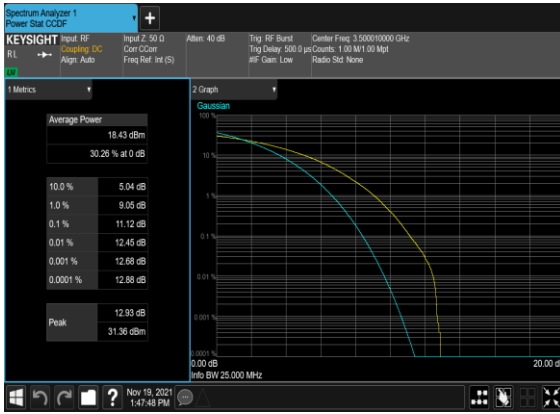 Spectrum Analyzer 1
Power Stat CCDF
+
KEYSIGHT
RL
Input: RF
Coupling: DC
Align: Auto
Input Z: 50 Ω
Corr CCorr
Freq Ref: Int (S)
Atten: 40 dB
Trig: RF Burst
Trig Delay: 500.0 µs
#IF Gain: Low
Center Freq: 3.500010000 GHz
Counts: 1.00 M/1.00 Mpt
Radio Std: None
1 Metrics
Average Power
18.43 dBm
30.26 % at 0 dB
10.0 % 5.04 dB
1.0 % 9.05 dB
0.1 % 11.12 dB
0.01 % 12.45 dB
0.001 % 12.68 dB
0.0001 % 12.88 dB
Peak
12.93 dB
31.36 dBm
2 Graph
Gaussian
100 %
10 %
1 %
0.1 %
0.01 %
0.001 %
0.0001 %
0.00 dB
20.00 d
Info BW 25.000 MHz
?
Nov 19, 2021
1:47:48 PM